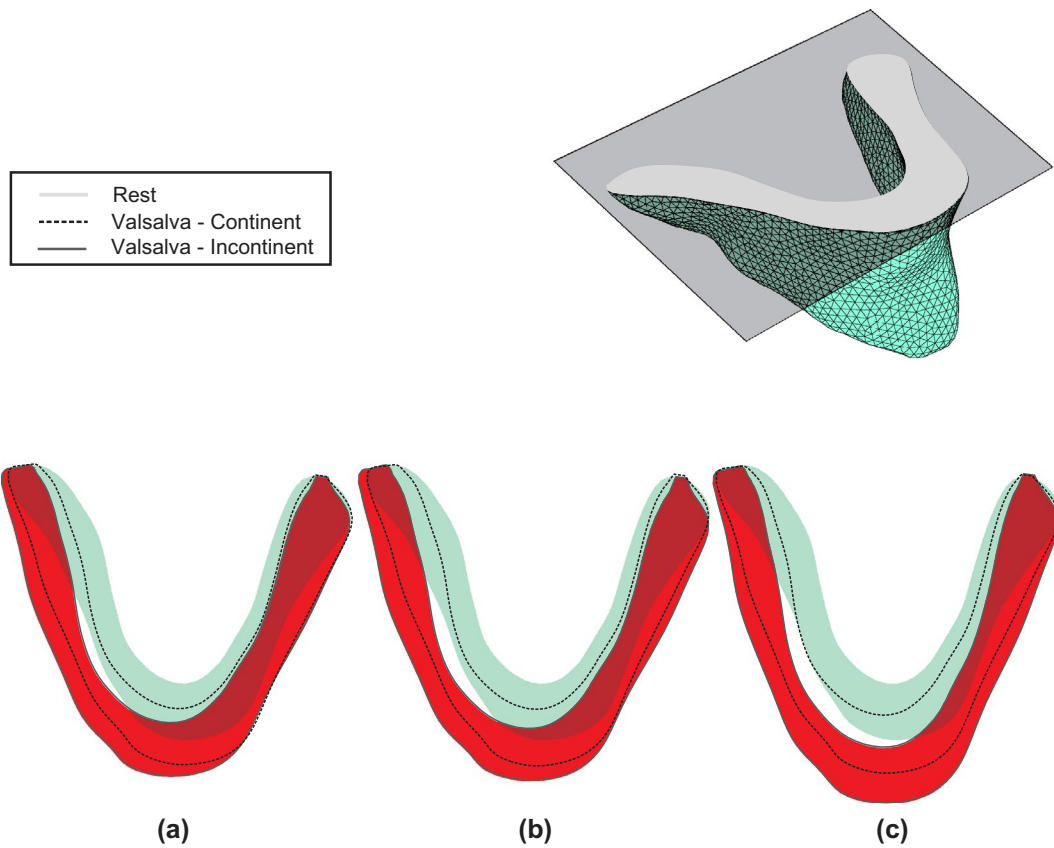 Rest
Valsalva - Continent
Valsalva - Incontinent
(a)
(b)
(c)